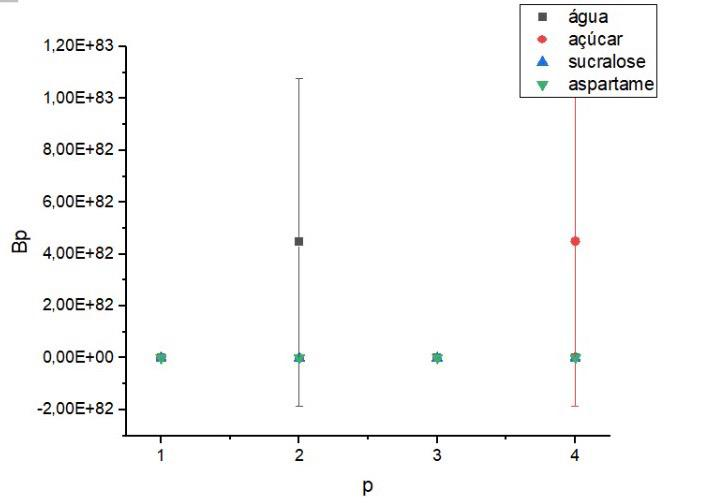 água
açúcar
sucralose
aspartame
1,20E+83
1,00E+83
8,00E+82
6,00E+82
4,00E+82
2,00E+82
0,00E+00
-2,00E+82
Bp
1 2 3 4
p